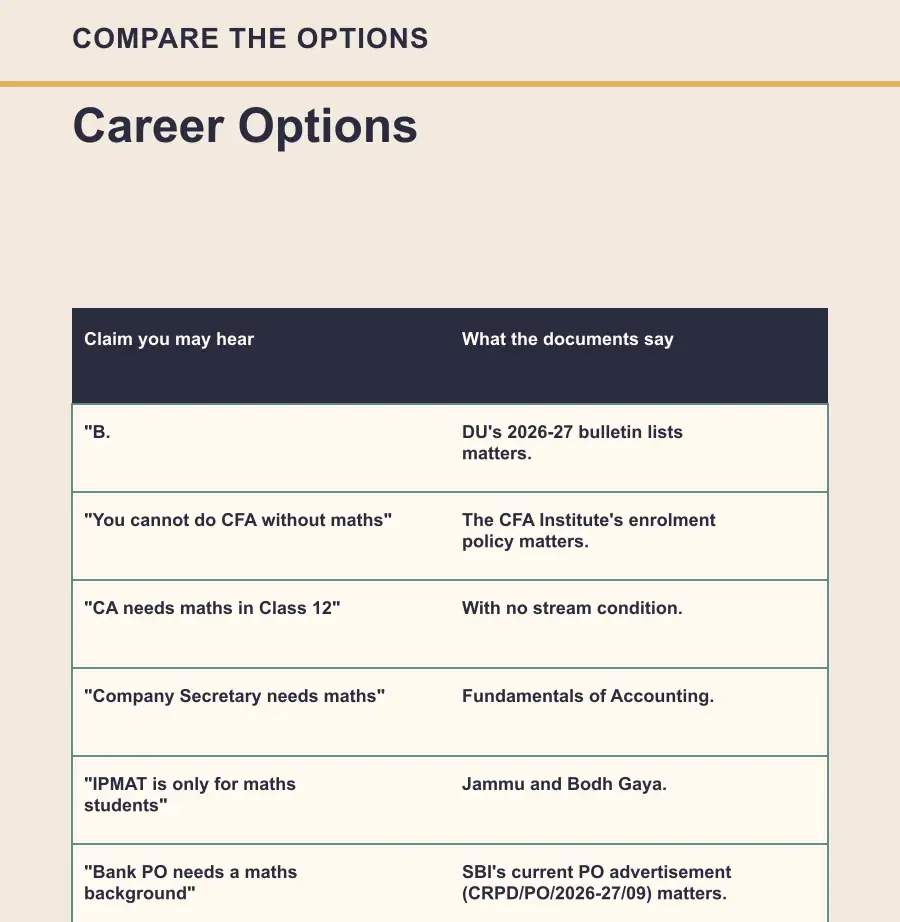 COMPARE THE OPTIONS
Career Options
Claim you may hear
What the documents say
"B.
DU's 2026-27 bulletin lists
matters.
"You cannot do CFA without maths"
The CFA Institute's enrolment
policy matters.
"CA needs maths in Class 12"
With no stream condition.
"Company Secretary needs maths"
Fundamentals of Accounting.
"IPMAT is only for maths
students"
Jammu and Bodh Gaya.
"Bank PO needs a maths
background"
SBI's current PO advertisement
(CRPD/PO/2026-27/09) matters.